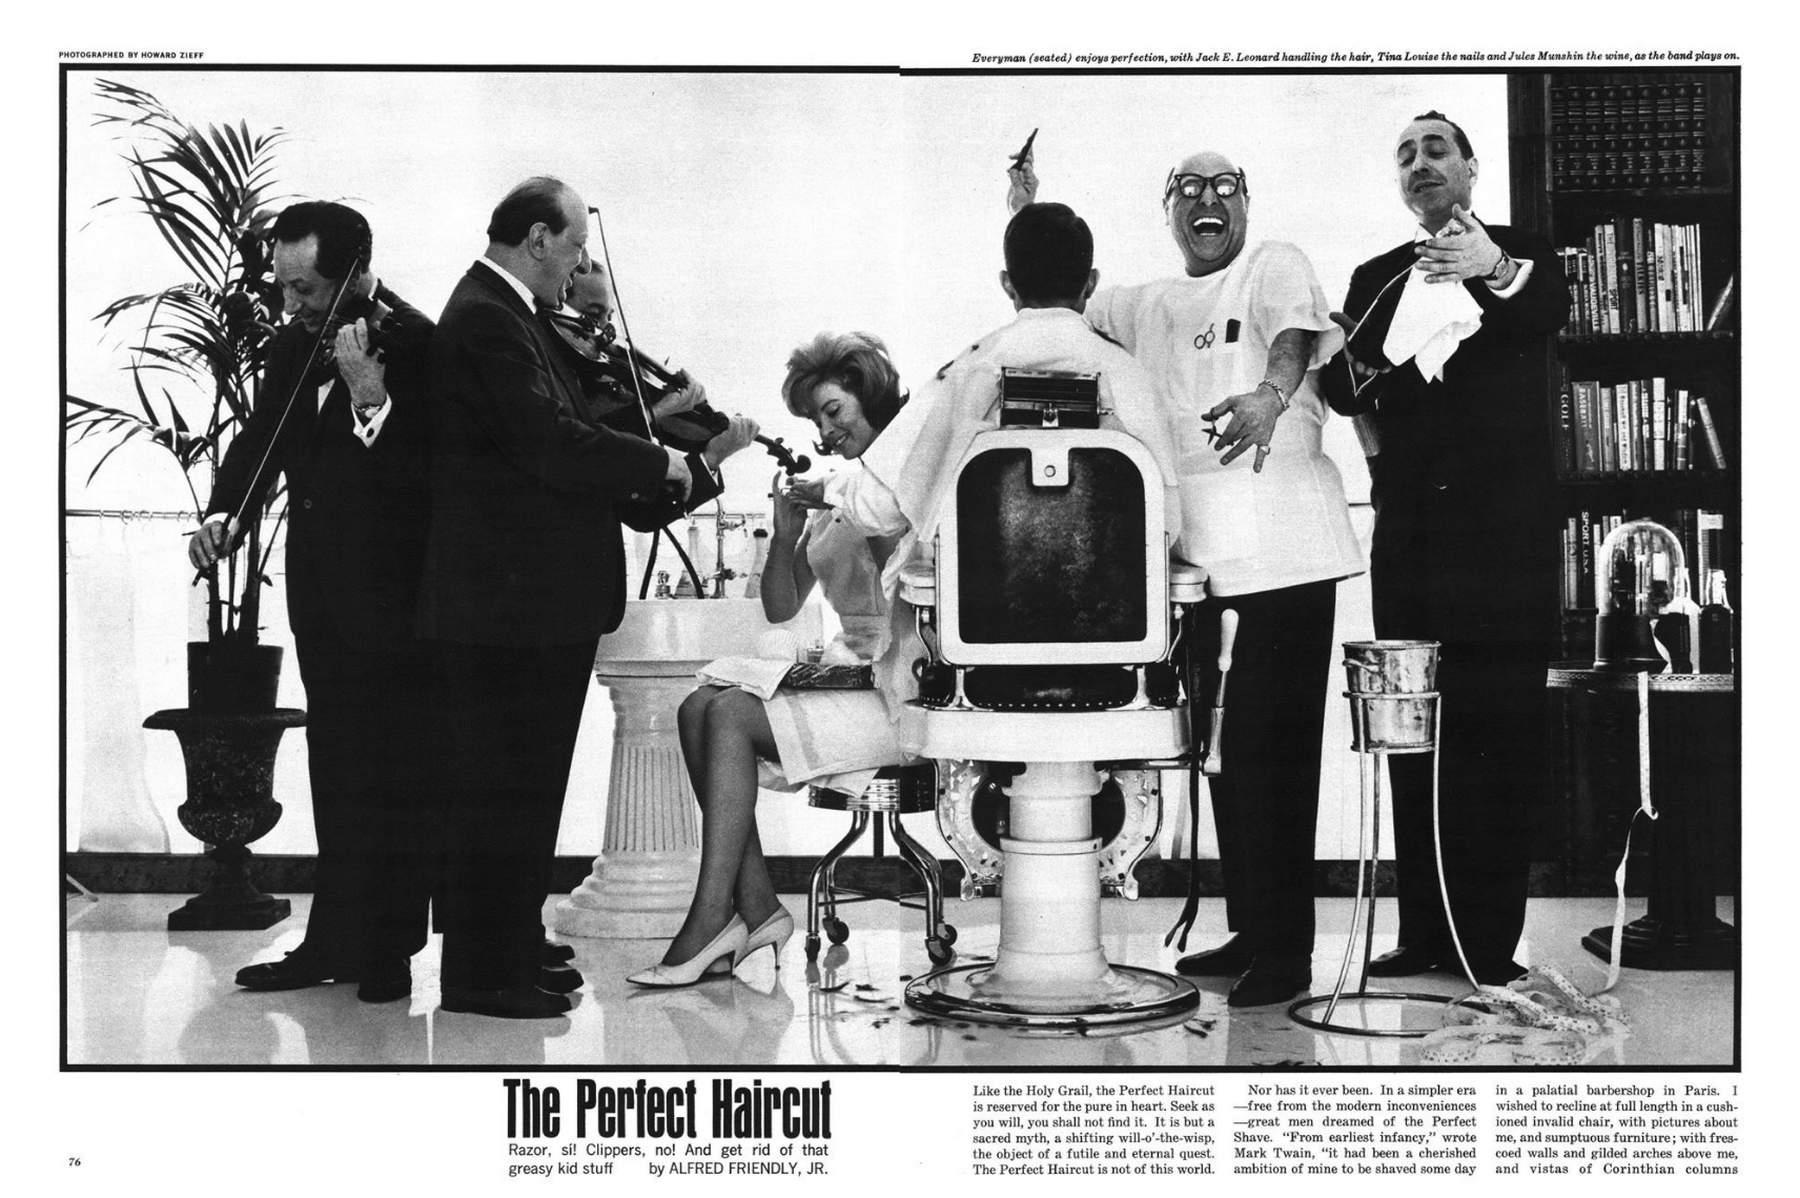 PHOTOGRAPHED BY HOWARD ZIEFF
Everyman (seated) enjoys perfection, with Jack E. Leonard handling the hair, Tina Louise the nails and Jules Munshin the wine, as the band plays on.
GOLF
BASEBALL
SPORT U.S.A.
The Perfect Haircut
Razor, sí! Clippers, no! And get rid of that
greasy kid stuff by ALFRED FRIENDLY, JR.
76
Like the Holy Grail, the Perfect Haircut
is reserved for the pure in heart. Seek as
you will, you shall not find it. It is but a
sacred myth, a shifting will-o'-the-wisp,
the object of a futile and eternal quest.
The Perfect Haircut is not of this world.
Nor has it ever been. In a simpler era
—free from the modern inconveniences
—great men dreamed of the Perfect
Shave. "From earliest infancy," wrote
Mark Twain, "it had been a cherished
ambition of mine to be shaved some day
in a palatial barbershop in Paris. I
wished to recline at full length in a cush-
ioned invalid chair, with pictures about
me, and sumptuous furniture; with fres-
coed walls and gilded arches above me,
and vistas of Corinthian columns